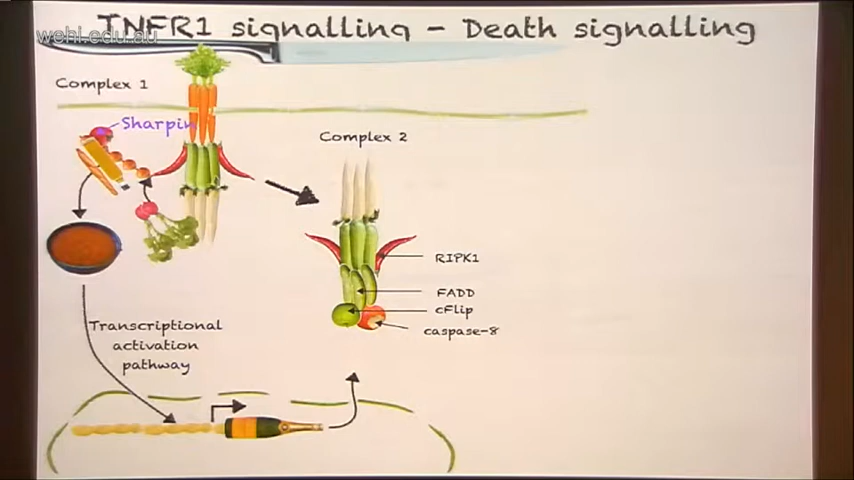 TNFR1 signalling - Death signalling
wehi.edu.au
Complex 1
Sharpin
Complex 2
RIPK1
FADD
cFlip
caspase-8
Transcriptional
activation
pathway